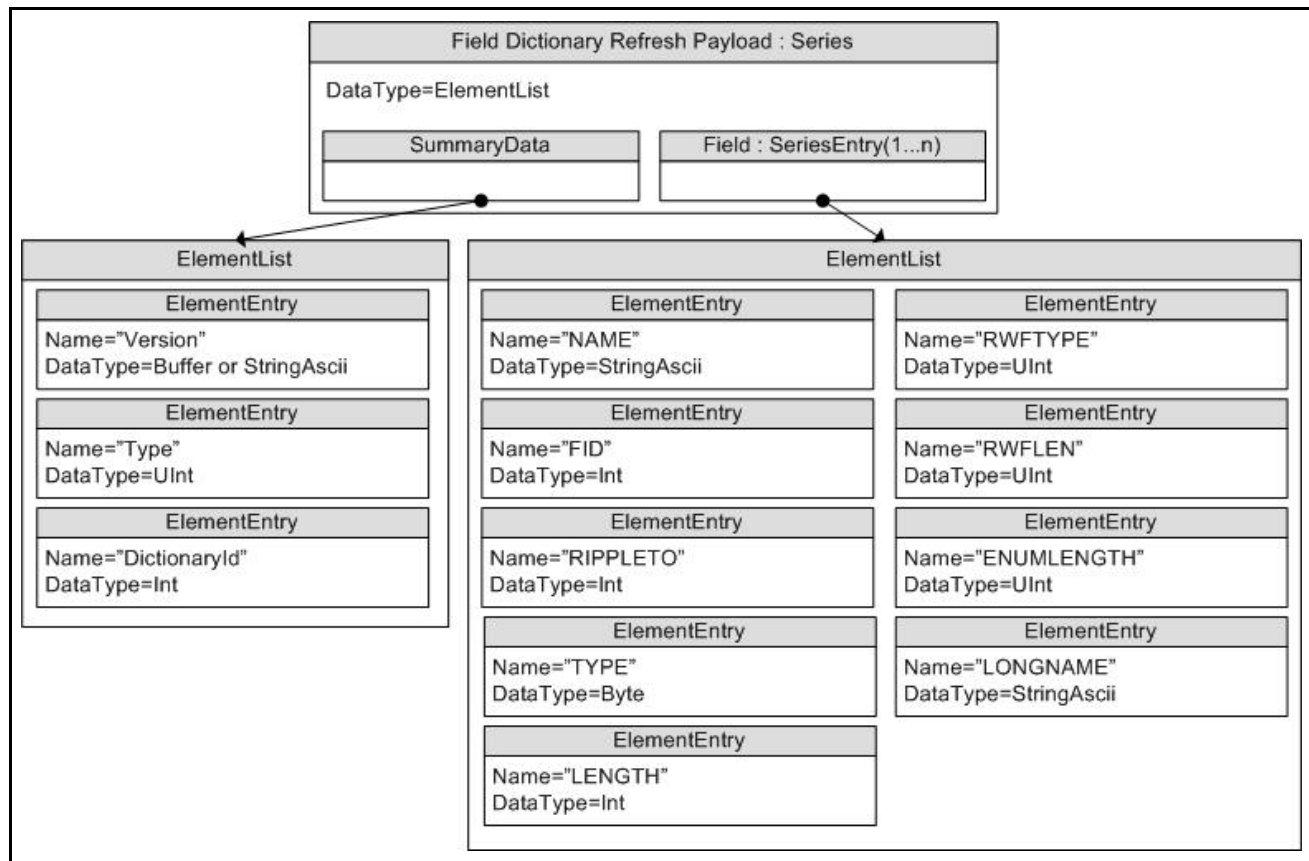 Field Dictionary Refresh Payload : Series
DataType=ElementList
SummaryData
Field : SeriesEntry(1...n)
ElementList
ElementEntry
Name=”Version”
DataType=Buffer or StringAscii
ElementEntry
Name=”Type”
DataType=UInt
ElementEntry
Name=”DictionaryId”
DataType=Int
ElementList
ElementEntry
Name=”NAME”
DataType=StringAscii
ElementEntry
Name=”FID”
DataType=Int
ElementEntry
Name=”RIPPLETO”
DataType=Int
ElementEntry
Name=”TYPE”
DataType=Byte
ElementEntry
Name=”LENGTH”
DataType=Int
ElementEntry
Name=”RWFTYPE”
DataType=UInt
ElementEntry
Name=”RWFLEN”
DataType=UInt
ElementEntry
Name=”ENUMLENGTH”
DataType=UInt
ElementEntry
Name=”LONGNAME”
DataType=StringAscii